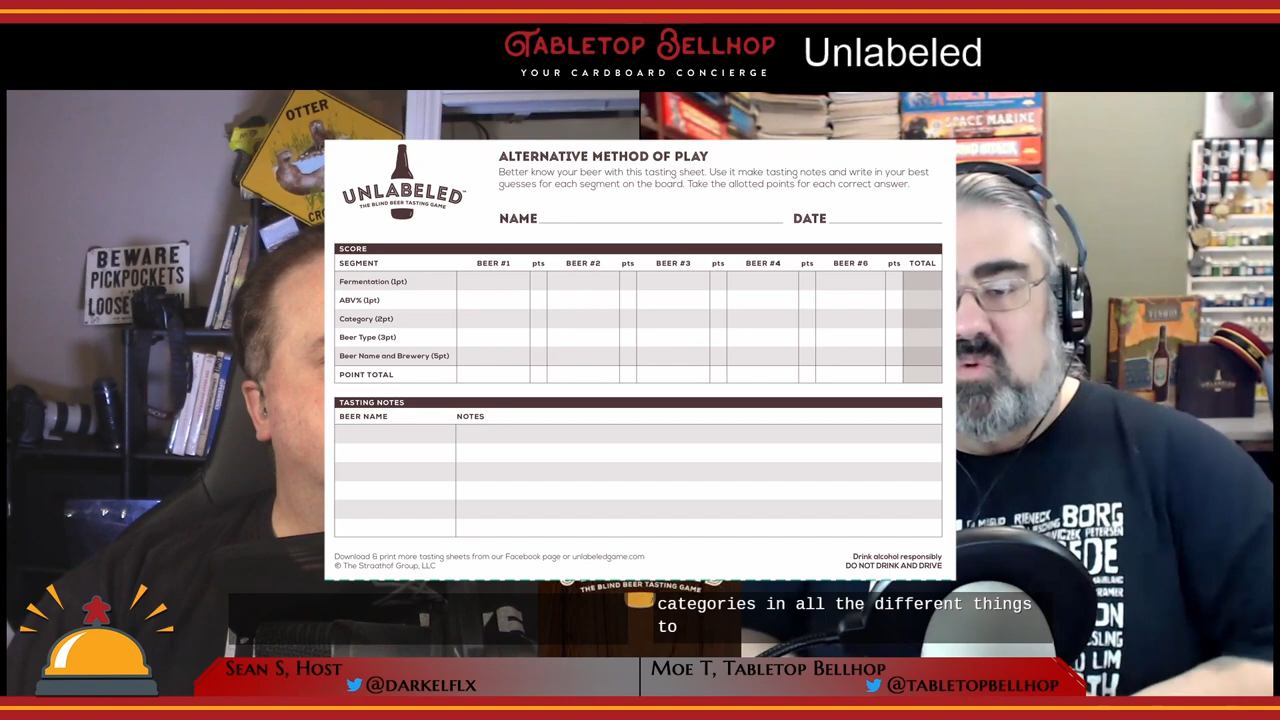 TABLETOP BELLHOP
YOUR CARDBOARD CONCIERGE
Unlabeled
OTTER
CRO
BEWARE
PICKPOCKETS
LOOSE
SPACE MARINE
UNLABELED™
THE BLIND BEER TASTING GAME
ALTERNATIVE METHOD OF PLAY
Better know your beer with this tasting sheet. Use it make tasting notes and write in your best
guesses for each segment on the board. Take the allotted points for each correct answer.
NAME DATE
SCORE
SEGMENT BEER #1 pts BEER #2 pts BEER #3 pts BEER #4 pts BEER #6 pts TOTAL
Fermentation (1pt)
ABV% (1pt)
Category (2pt)
Beer Type (3pt)
Beer Name and Brewery (5pt)
POINT TOTAL
TASTING NOTES
BEER NAME NOTES
Download & print more tasting sheets from our Facebook page or unlabeledgame.com
© The Straathof Group, LLC
Drink alcohol responsibly
DO NOT DRINK AND DRIVE
UNLABELED
RIENECK BORG
PETERSEN
THE BLIND BEER TASTING GAME
categories in all the different things
to
SEAN S, HOST
@DARKELFLX
MOE T, TABLETOP BELLHOP
@TABLETOPBELLHOP